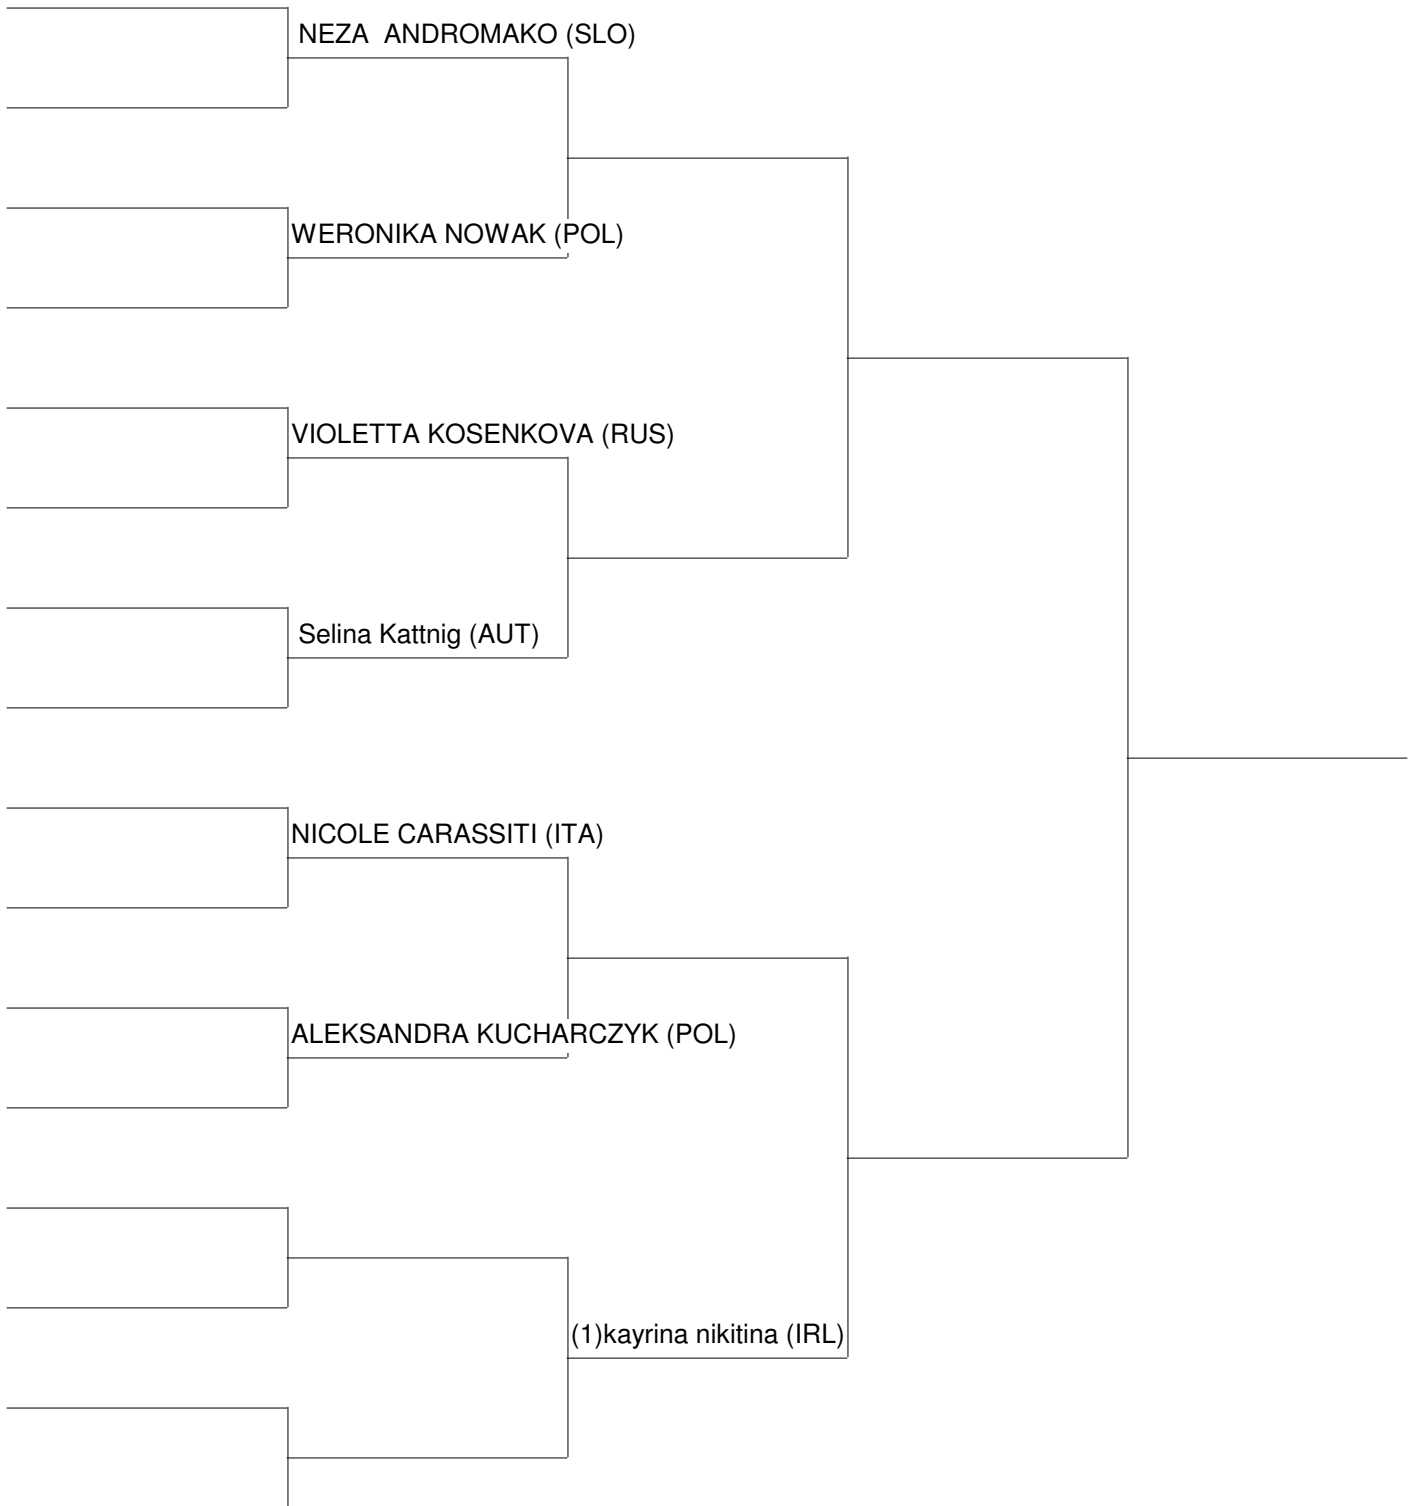 NEZA  ANDROMAKO (SLO)
WERONIKA NOWAK (POL)
VIOLETTA KOSENKOVA (RUS)
Selina Kattnig (AUT)
NICOLE CARASSITI (ITA)
ALEKSANDRA KUCHARCZYK (POL)
(1)kayrina nikitina (IRL)